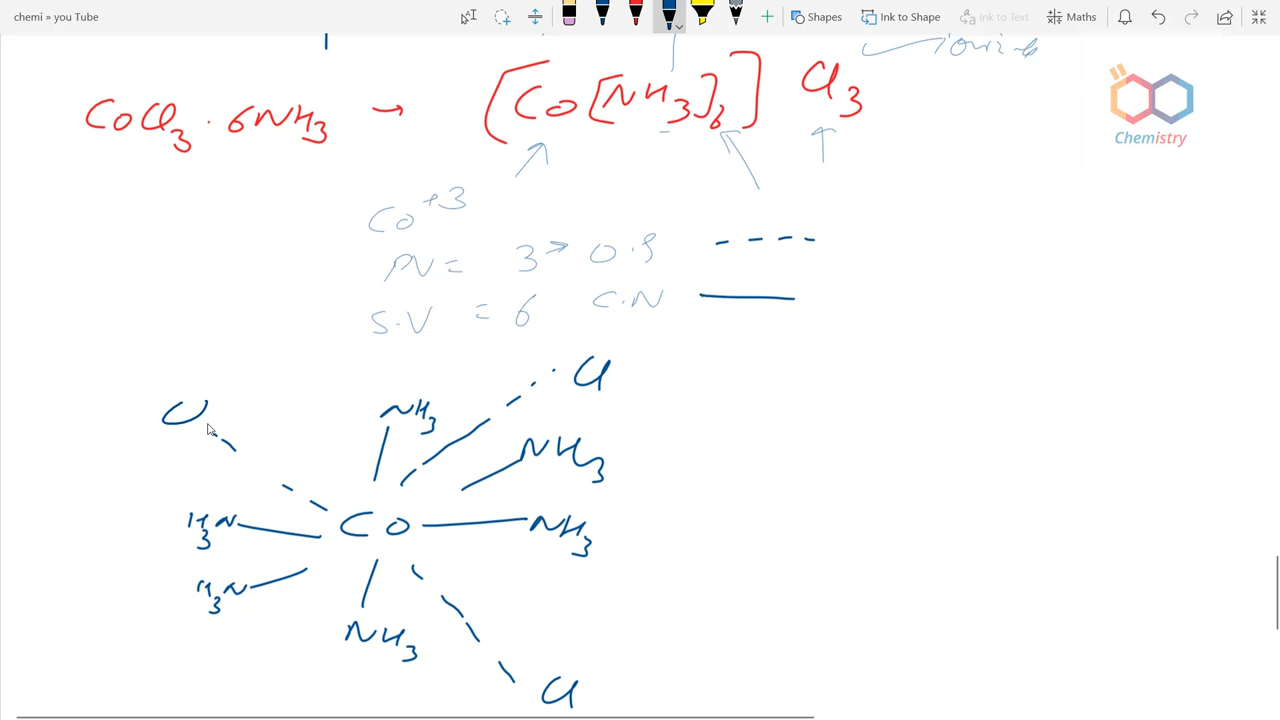 chemi » you Tube
Shapes
Ink to Shape
Ink to Text
Maths
CoCl3 · 6NH3 → [Co[NH3]6] Cl3
Chemistry
Co+3
PV = 3 → O.S
S.V = 6 C.N
Cl
NH3
NH3
H3N Co NH3
H3N
NH3
Cl